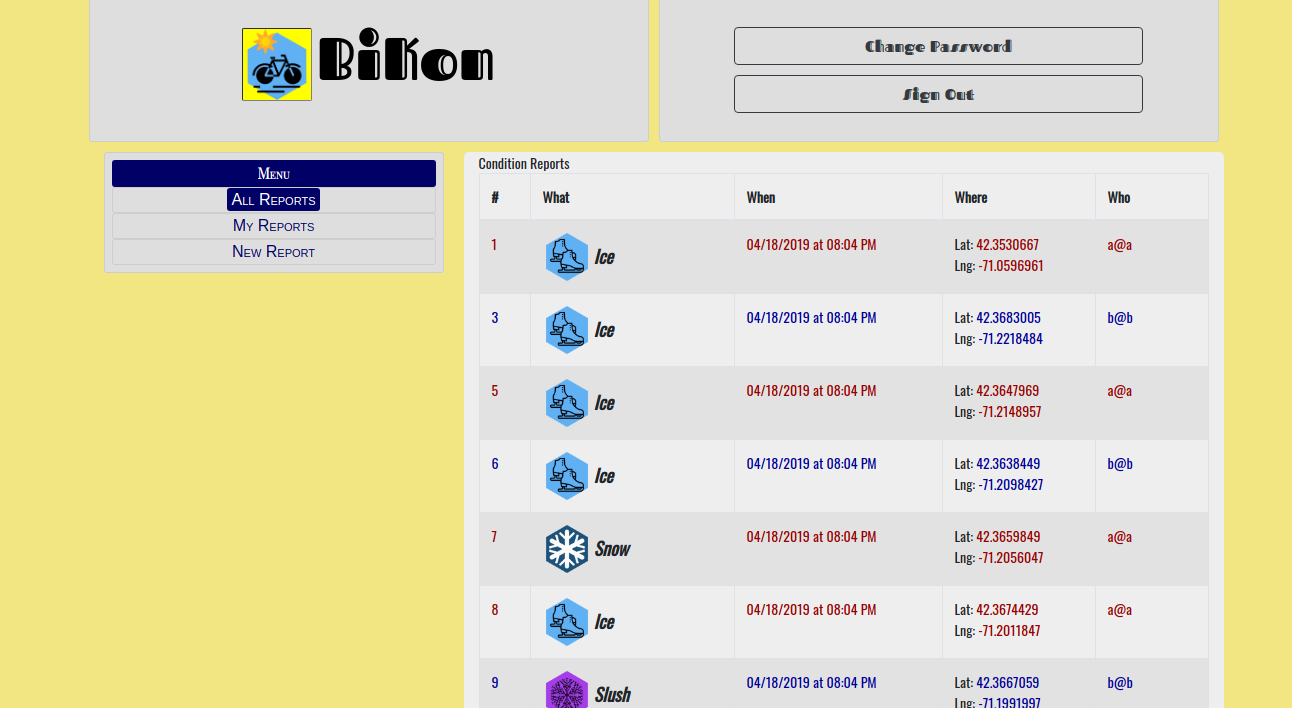 Bikon
Change Password
Sign Out
Menu
All Reports
My Reports
New Report
Condition Reports
# What When Where Who
1 Ice 04/18/2019 at 08:04 PM Lat: 42.3530667 a@a
Lng: -71.0596961
3 Ice 04/18/2019 at 08:04 PM Lat: 42.3683005 b@b
Lng: -71.2218484
5 Ice 04/18/2019 at 08:04 PM Lat: 42.3647969 a@a
Lng: -71.2148957
6 Ice 04/18/2019 at 08:04 PM Lat: 42.3638449 b@b
Lng: -71.2098427
7 Snow 04/18/2019 at 08:04 PM Lat: 42.3659849 a@a
Lng: -71.2056047
8 Ice 04/18/2019 at 08:04 PM Lat: 42.3674429 a@a
Lng: -71.2011847
9 Slush 04/18/2019 at 08:04 PM Lat: 42.3667059 b@b
Lng: -71.1991997